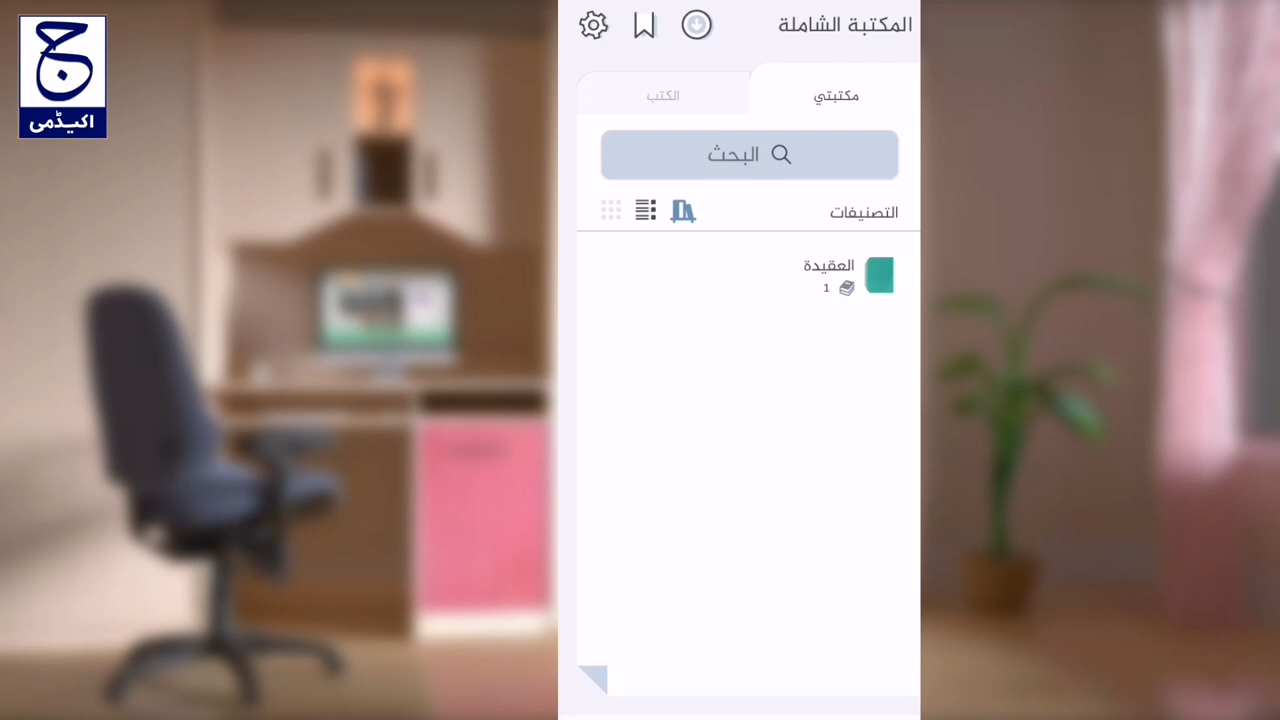 ج
اکیڈمی
المكتبة الشاملة
مكتبتي
الكتب
البحث
التصنيفات
العقيدة
1